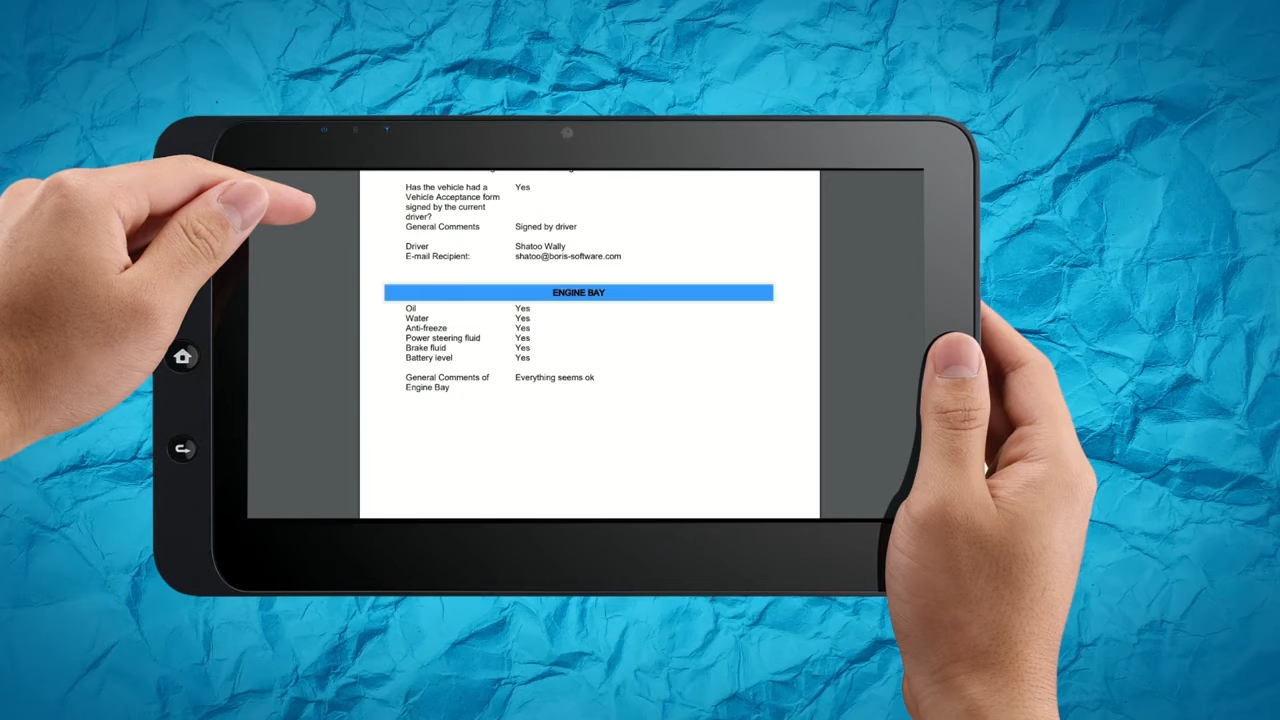 Has the vehicle had a Yes
Vehicle Acceptance form
signed by the current
driver?
General Comments Signed by driver
Driver Shatoo Wally
E-mail Recipient: shatoo@boris-software.com
ENGINE BAY
Oil Yes
Water Yes
Anti-freeze Yes
Power steering fluid Yes
Brake fluid Yes
Battery level Yes
General Comments of Everything seems ok
Engine Bay